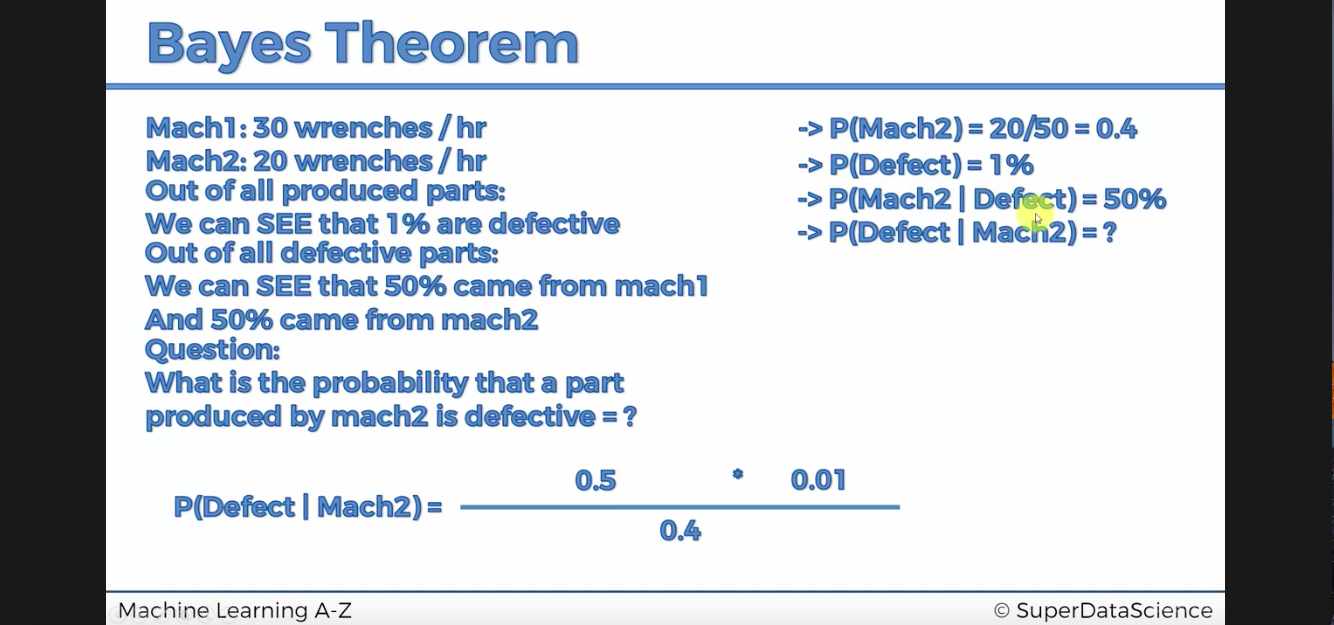 Bayes Theorem
Mach1: 30 wrenches / hr
Mach2: 20 wrenches / hr
Out of all produced parts:
We can SEE that 1% are defective
Out of all defective parts:
We can SEE that 50% came from mach1
And 50% came from mach2
Question:
What is the probability that a part
produced by mach2 is defective = ?
-> P(Mach2) = 20/50 = 0.4
-> P(Defect) = 1%
-> P(Mach2 | Defect) = 50%
-> P(Defect | Mach2) = ?
0.5 * 0.01
P(Defect | Mach2) =
0.4
Machine Learning A-Z
© SuperDataScience